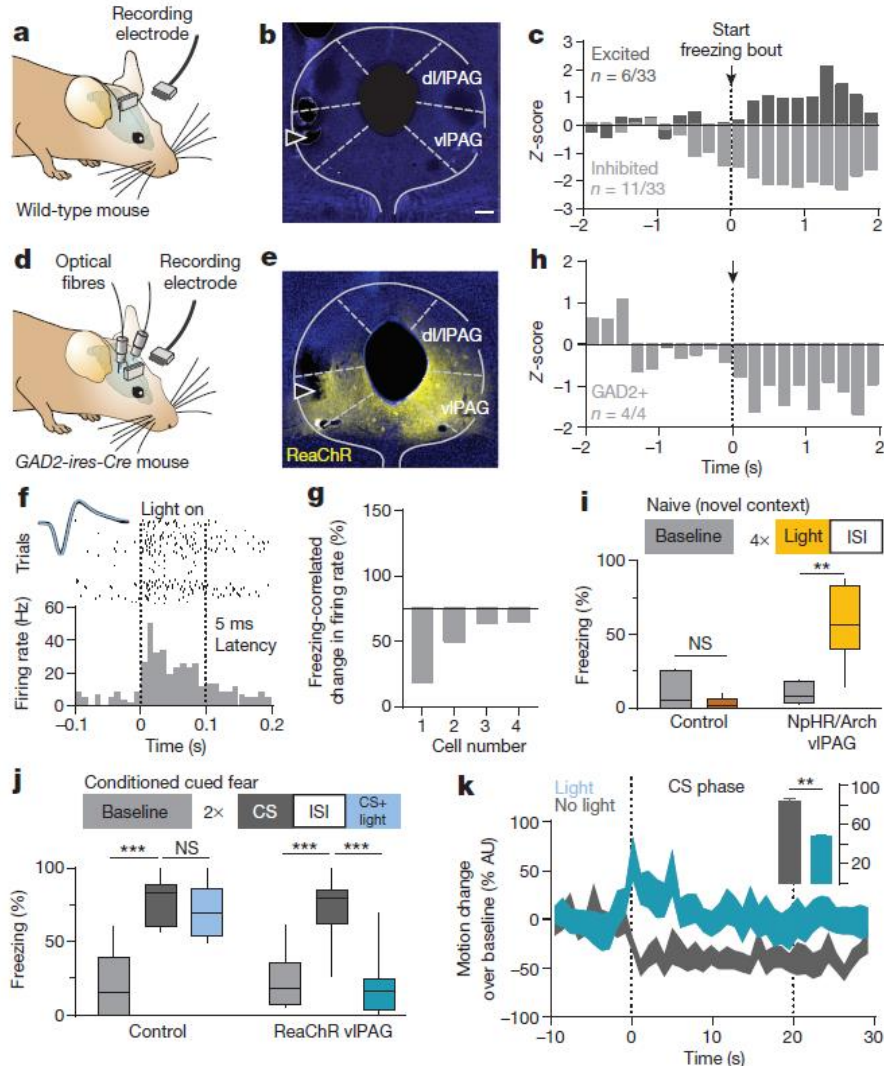 a
Recording
electrode
Wild-type mouse
b
dl/lPAG
vlPAG
c
Start
freezing bout
Excited
n = 6/33
Inhibited
n = 11/33
Z-score
3
2
1
0
−1
−2
−3
−2 −1 0 1 2
d
Optical
fibres
Recording
electrode
GAD2-ires-Cre mouse
e
dl/lPAG
vlPAG
ReaChR
h
Z-score
2
1
0
−1
−2
GAD2+
n = 4/4
−2 −1 0 1 2
Time (s)
f
Light on
Trials
5 ms
Latency
Firing rate (Hz)
60
40
20
0
−0.1 0 0.1 0.2
Time (s)
g
Freezing-correlated
change in firing rate (%)
150
100
50
0
1 2 3 4
Cell number
i
Naive (novel context)
Baseline 4× Light ISI
Freezing (%)
100
50
0
NS
**
Control
NpHR/Arch
vlPAG
j
Conditioned cued fear
Baseline 2× CS ISI CS+
light
Freezing (%)
100
50
0
*** NS
*** ***
Control ReaChR vlPAG
k
Light
No light
CS phase
**
100
80
60
40
20
Motion change
over baseline (% AU)
100
50
0
−50
−100
−10 0 10 20 30
Time (s)